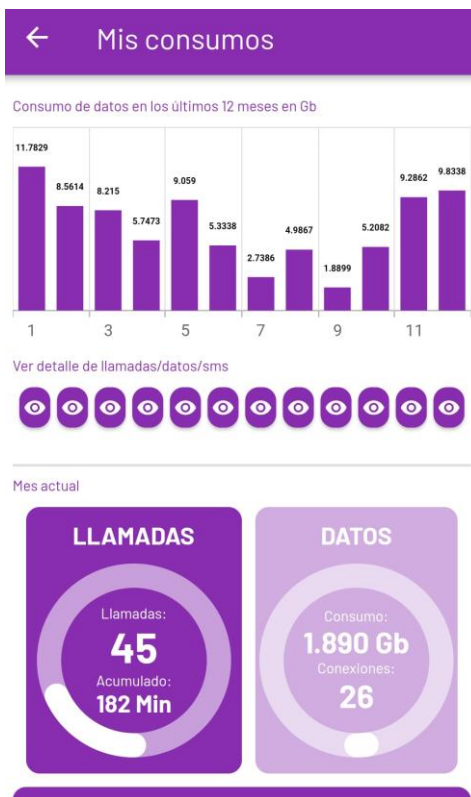 Mis consumos
Consumo de datos en los últimos 12 meses en Gb
11.7829
8.5614
8.215
5.7473
9.059
5.3338
2.7386
4.9867
1.8899
5.2082
9.2862
9.8338
1 3 5 7 9 11
Ver detalle de llamadas/datos/sms
Mes actual
LLAMADAS
Llamadas:
45
Acumulado:
182 Min
DATOS
Consumo:
1.890 Gb
Conexiones:
26